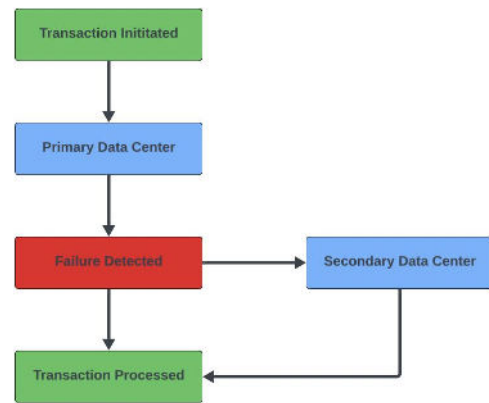 Transaction Inititated
Primary Data Center
Failure Detected
Secondary Data Center
Transaction Processed